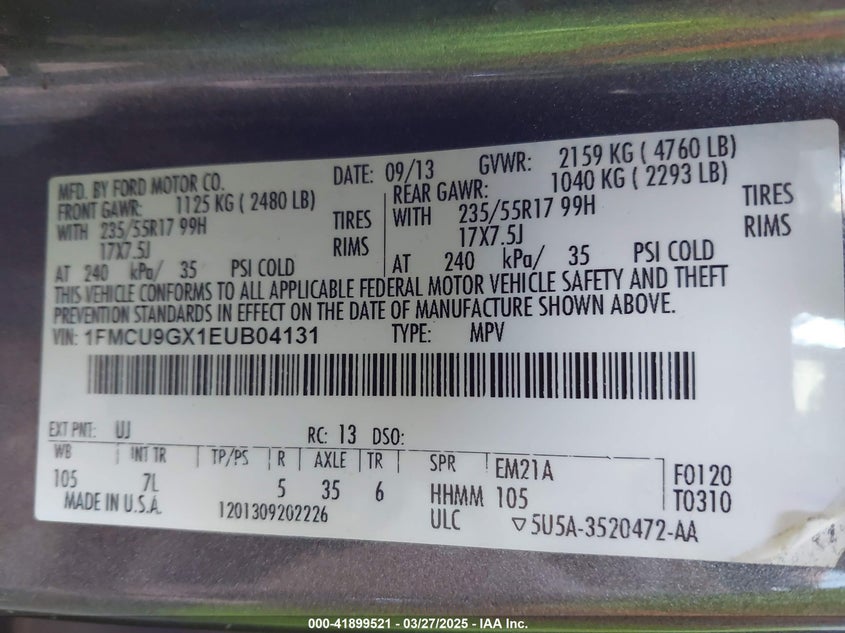 MFD. BY FORD MOTOR CO. DATE: 09/13 GVWR: 2159 KG ( 4760 LB)
FRONT GAWR: 1125 KG ( 2480 LB) REAR GAWR: 1040 KG ( 2293 LB)
WITH 235/55R17 99H TIRES WITH 235/55R17 99H TIRES
17X7.5J RIMS 17X7.5J RIMS
AT 240 kPa/ 35 PSI COLD AT 240 kPa/ 35 PSI COLD
THIS VEHICLE CONFORMS TO ALL APPLICABLE FEDERAL MOTOR VEHICLE SAFETY AND THEFT
PREVENTION STANDARDS IN EFFECT ON THE DATE OF MANUFACTURE SHOWN ABOVE.
VIN: 1FMCU9GX1EUB04131 TYPE: MPV
EXT PNT: UJ RC: 13 DSO:
WB INT TR TP/PS R AXLE TR SPR EM21A F0120
105 7L 5 35 6 HHMM 105 T0310
MADE IN U.S.A. 1201309202226 ULC ▽5U5A-3520472-AA
000-41899521 - 03/27/2025 - IAA Inc.